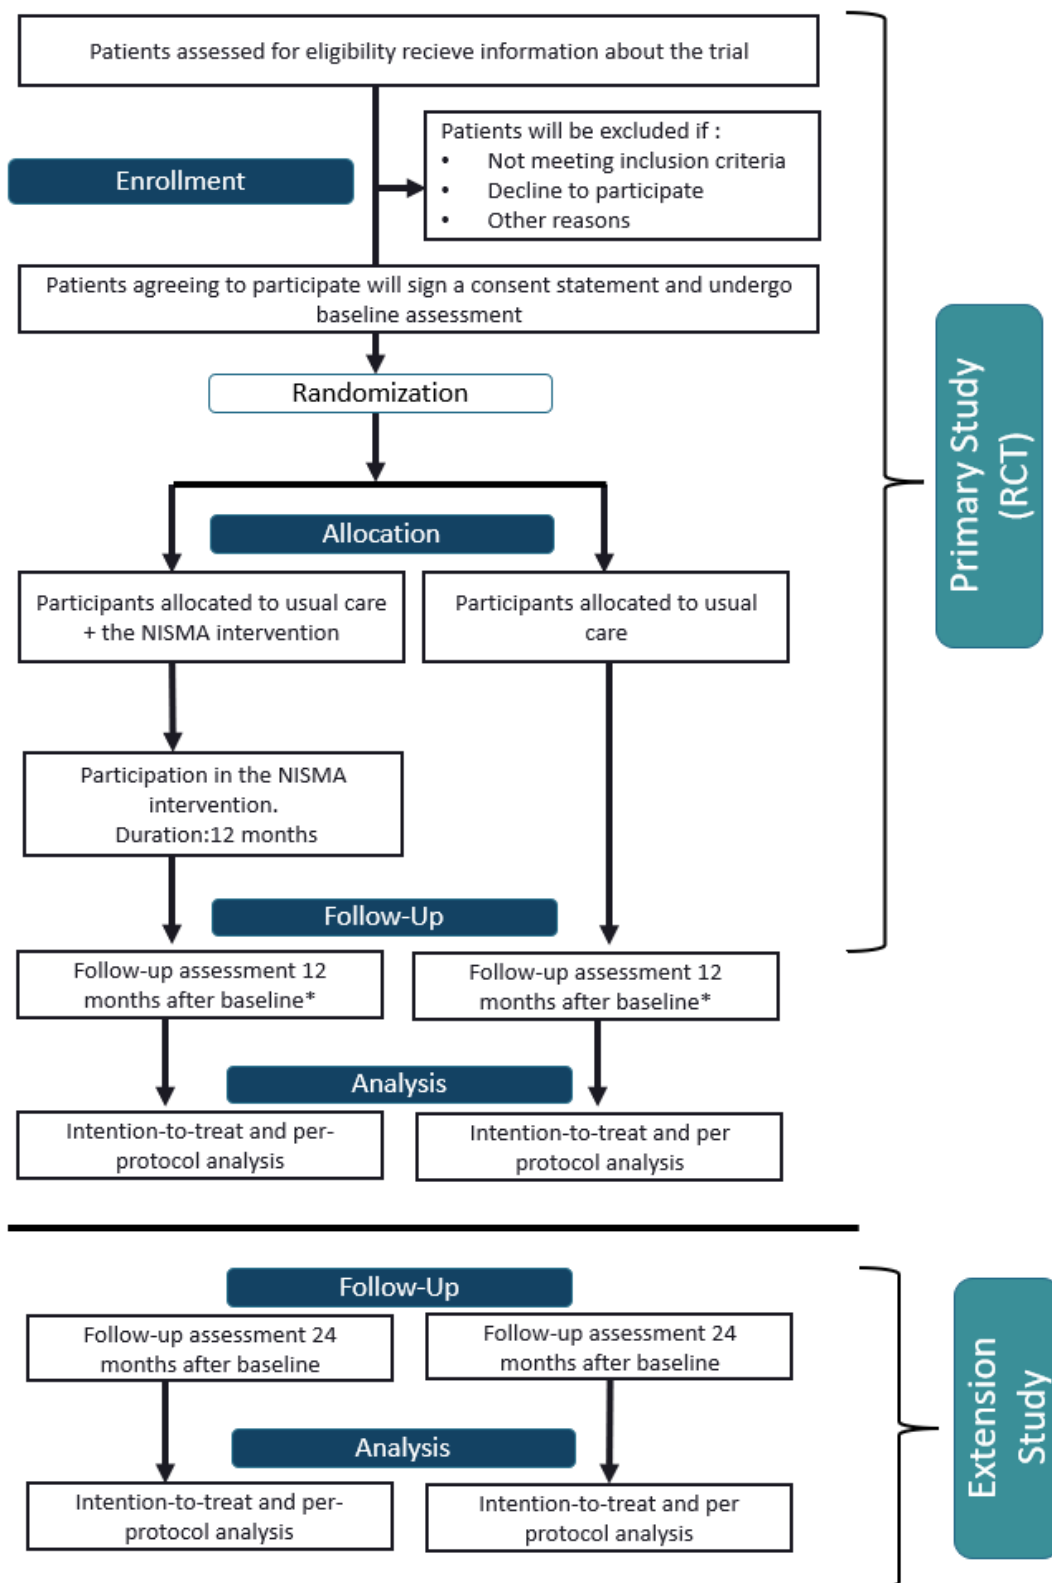 Patients assessed for eligibility recieve information about the trial
Patients will be excluded if :
• Not meeting inclusion criteria
• Decline to participate
• Other reasons
Enrollment
Patients agreeing to participate will sign a consent statement and undergo
baseline assessment
Randomization
Allocation
Participants allocated to usual care
+ the NISMA intervention
Participants allocated to usual
care
Participation in the NISMA
intervention.
Duration:12 months
Follow-Up
Follow-up assessment 12
months after baseline*
Follow-up assessment 12
months after baseline*
Analysis
Intention-to-treat and per-
protocol analysis
Intention-to-treat and per
protocol analysis
Primary Study
(RCT)
Follow-Up
Follow-up assessment 24
months after baseline
Follow-up assessment 24
months after baseline
Analysis
Intention-to-treat and per-
protocol analysis
Intention-to-treat and per
protocol analysis
Extension
Study